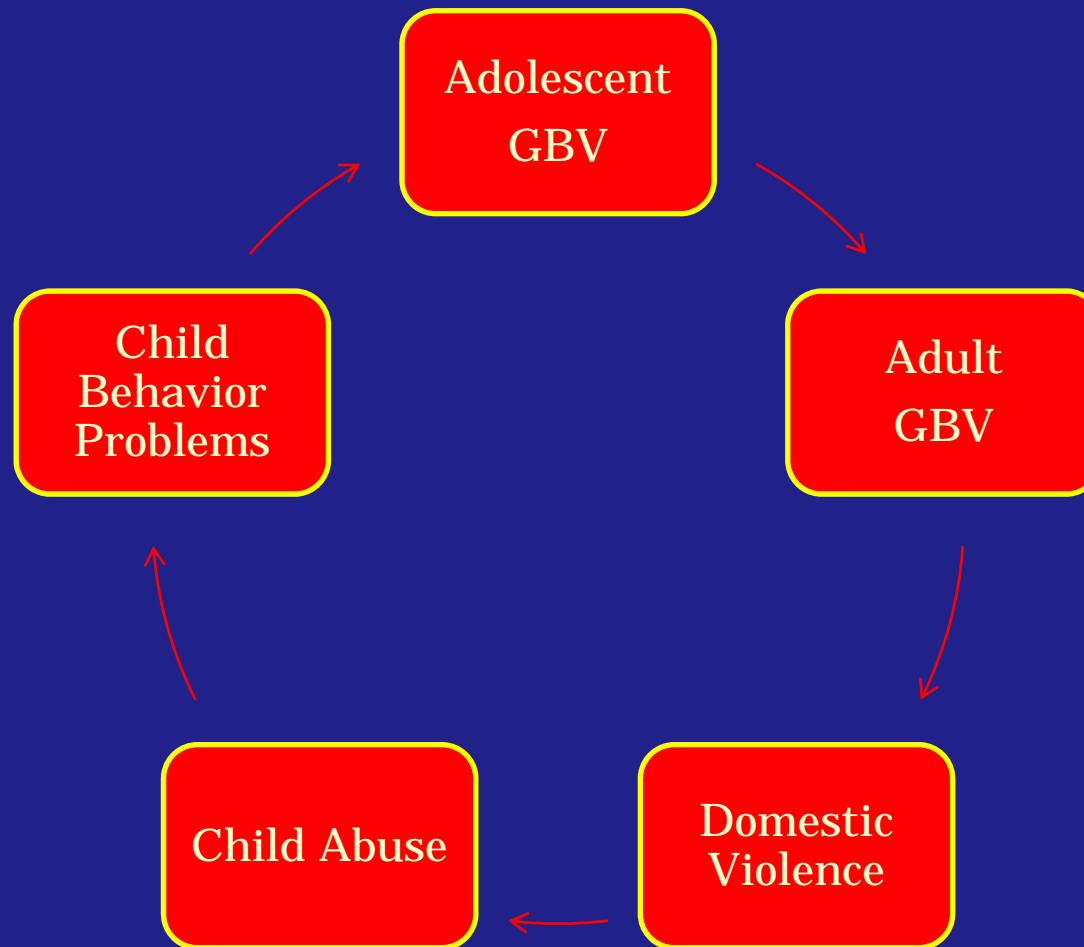 Adolescent
GBV
Adult
GBV
Domestic
Violence
Child Abuse
Child
Behavior
Problems